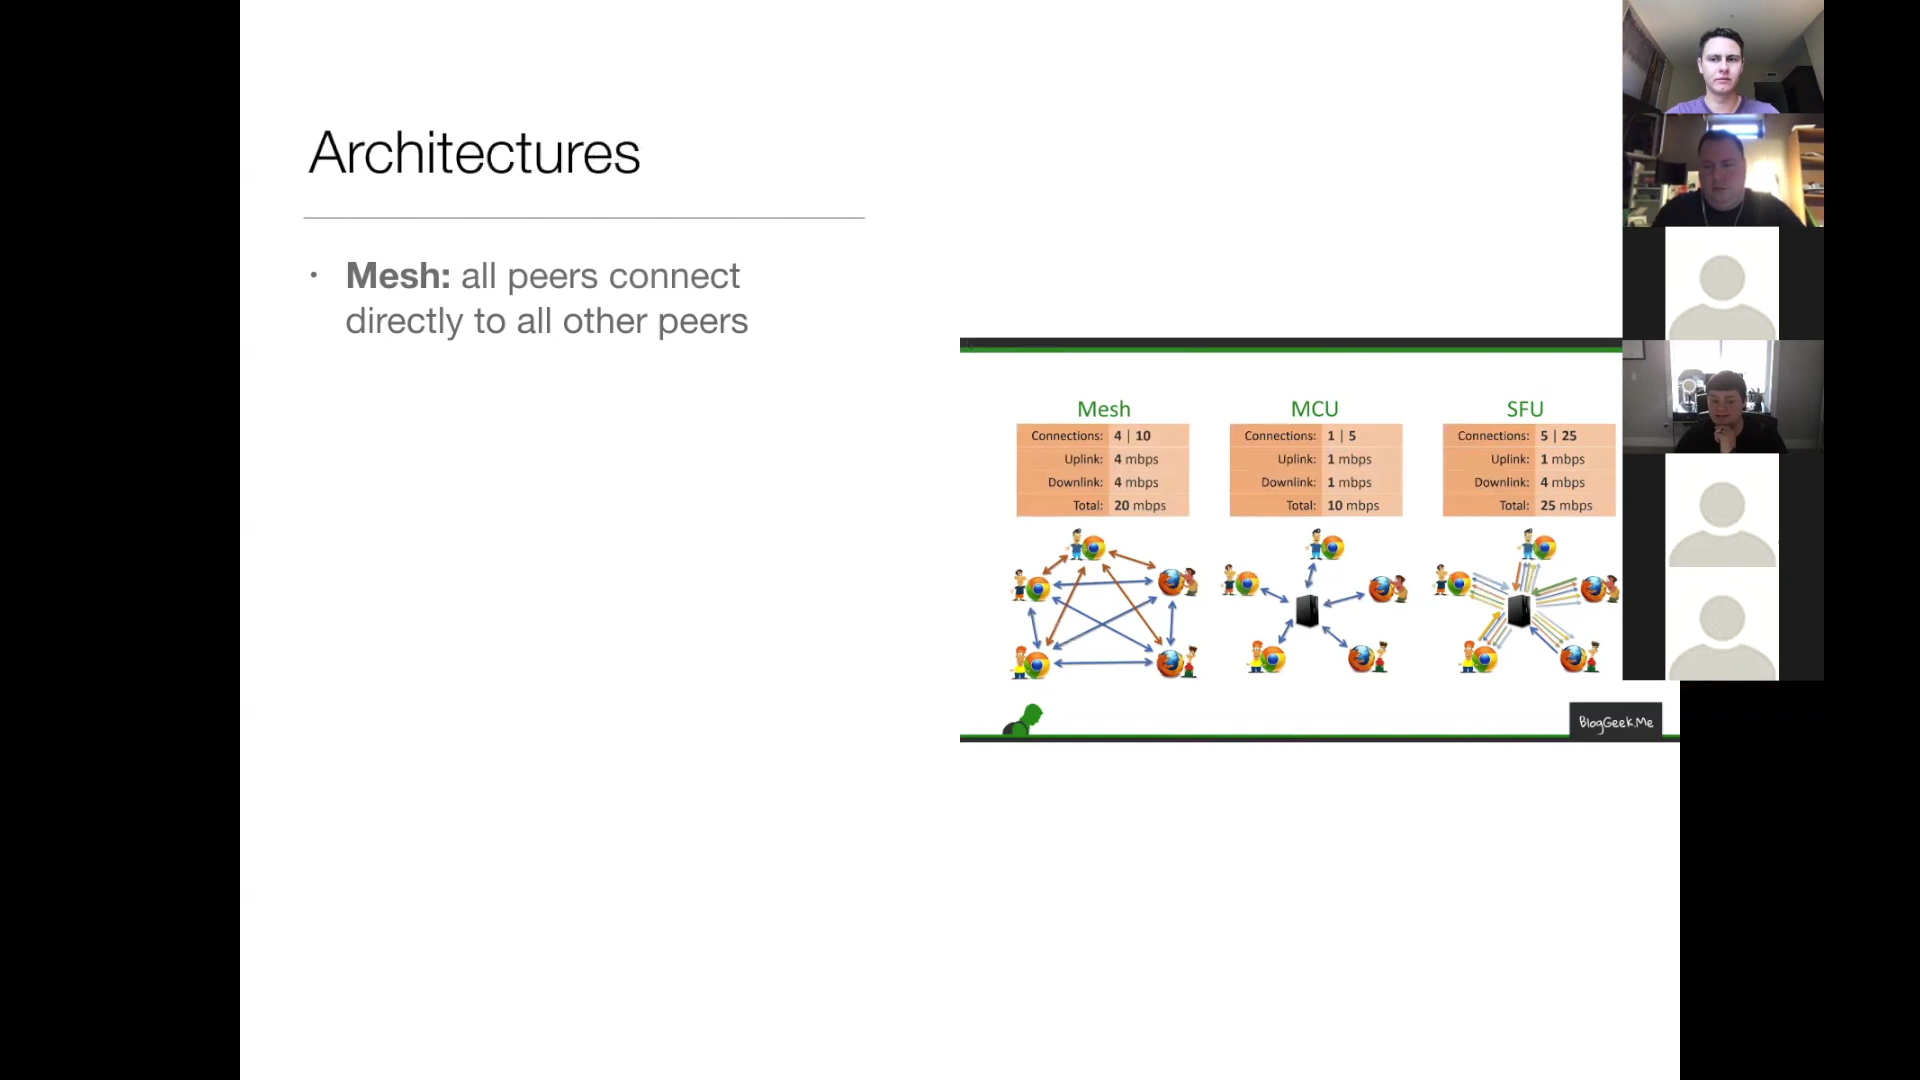 Architectures
• Mesh: all peers connect
directly to all other peers
Mesh
Connections: 4 | 10
Uplink: 4 mbps
Downlink: 4 mbps
Total: 20 mbps
MCU
Connections: 1 | 5
Uplink: 1 mbps
Downlink: 1 mbps
Total: 10 mbps
SFU
Connections: 5 | 25
Uplink: 1 mbps
Downlink: 4 mbps
Total: 25 mbps
BlogGeek.Me